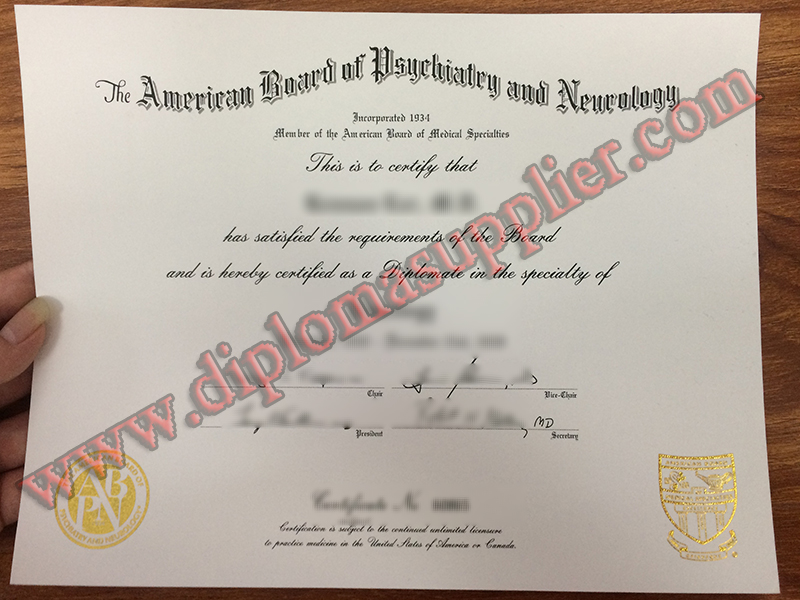 The American Board of Psychiatry and Neurology
Incorporated 1934
Member of the American Board of Medical Specialties
This is to certify that
has satisfied the requirements of the Board
and is hereby certified as a Diplomate in the specialty of
www.diplomasupplier.com
Chair
Vice-Chair
MD
President
Secretary
ABPN
Certificate No
Certification is subject to the continued unlimited licensure
to practice medicine in the United States of America or Canada.